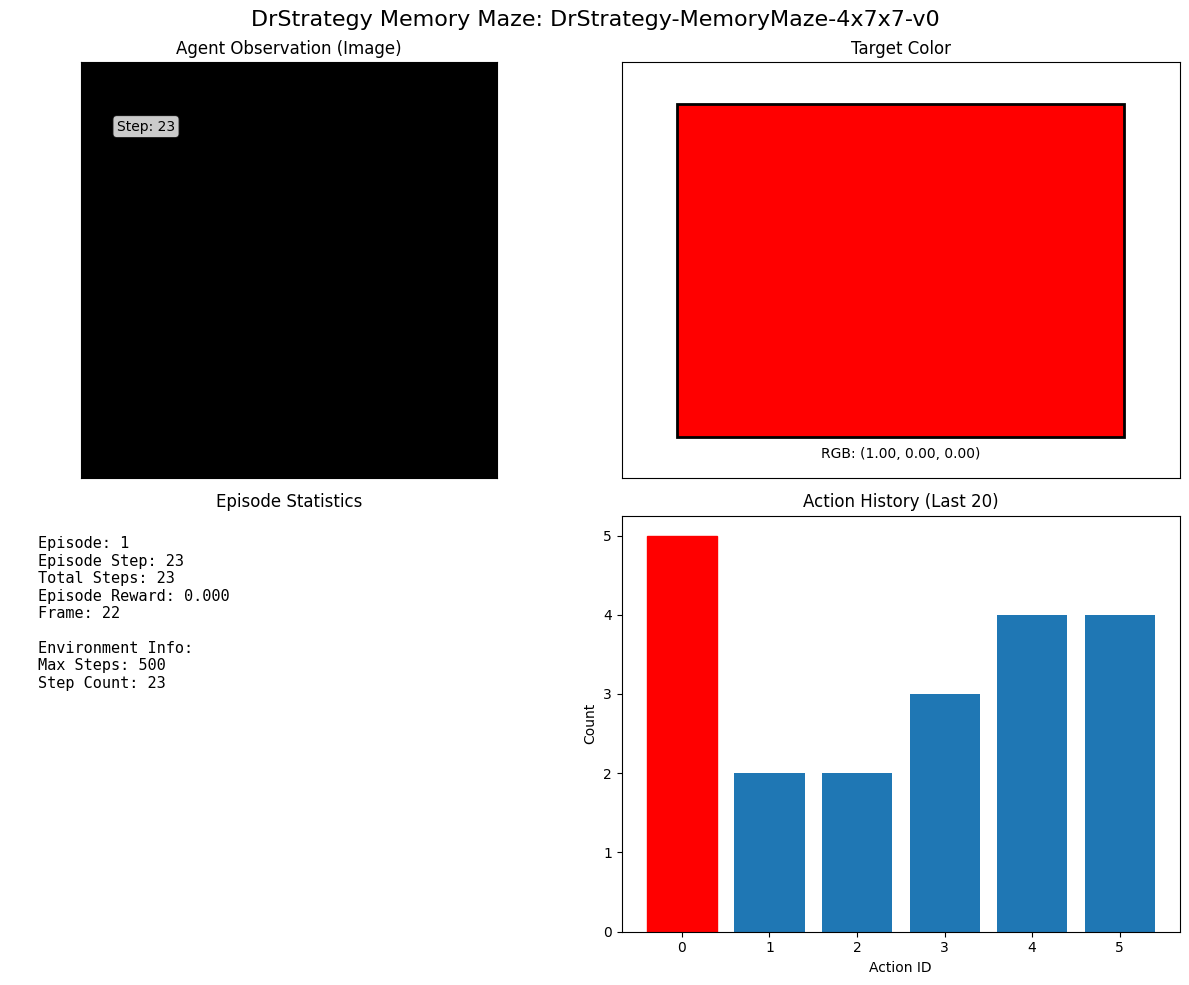 DrStrategy Memory Maze: DrStrategy-MemoryMaze-4x7x7-v0
Agent Observation (Image)
Step: 23
Target Color
RGB: (1.00, 0.00, 0.00)
Episode Statistics
Episode: 1
Episode Step: 23
Total Steps: 23
Episode Reward: 0.000
Frame: 22
Environment Info:
Max Steps: 500
Step Count: 23
Action History (Last 20)
Count
5
4
3
2
1
0
0 1 2 3 4 5
Action ID